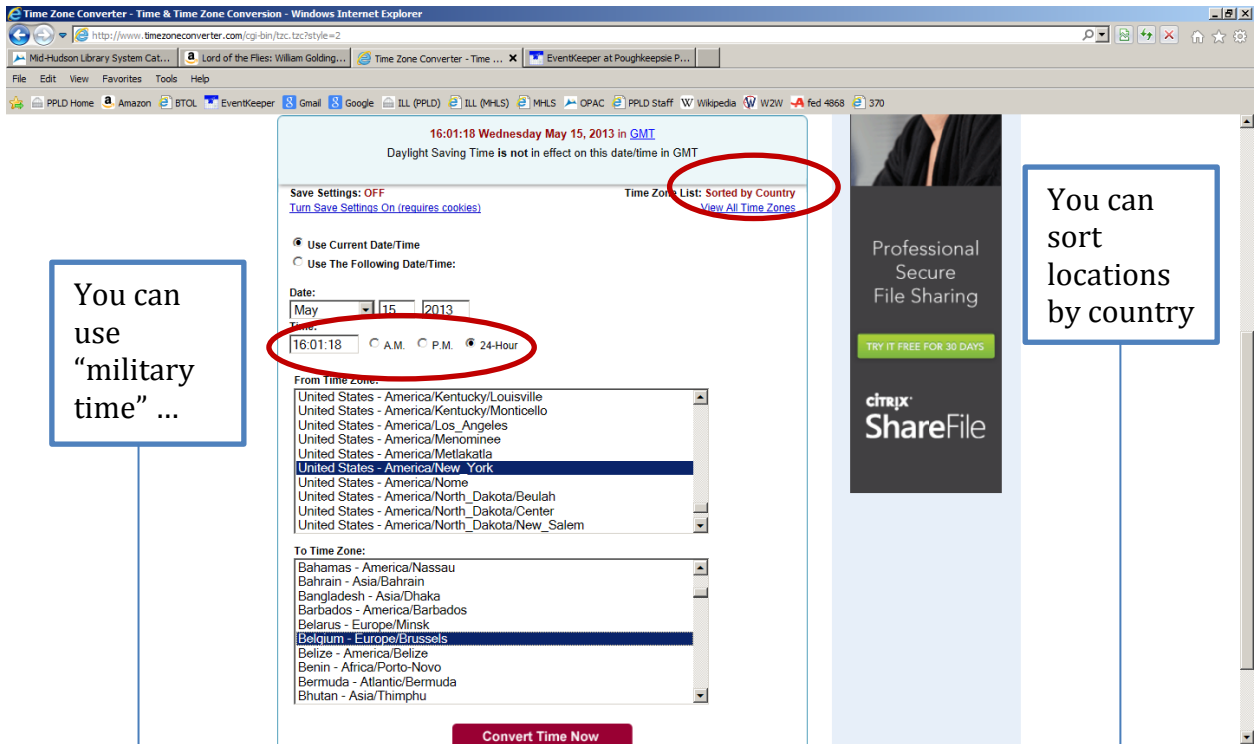 Time Zone Converter - Time & Time Zone Conversion - Windows Internet Explorer
http://www.timezoneconverter.com/cgi-bin/tzc.tzc?style=2
Mid-Hudson Library System Cat... Lord of the Flies: William Golding... Time Zone Converter - Time ... EventKeeper at Poughkeepsie P...
File Edit View Favorites Tools Help
PPLD Home Amazon BTOL EventKeeper Gmail Google ILL (PPLD) ILL (MHLS) MHLS OPAC PPLD Staff Wikipedia W2W fed 4868 370
16:01:18 Wednesday May 15, 2013 in GMT
Daylight Saving Time is not in effect on this date/time in GMT
Save Settings: OFF
Turn Save Settings On (requires cookies)
Time Zone List: Sorted by Country
View All Time Zones
Use Current Date/Time
Use The Following Date/Time:
Date:
May 15 2013
Time:
16:01:18 A.M. P.M. 24-Hour
From Time Zone:
United States - America/Kentucky/Louisville
United States - America/Kentucky/Monticello
United States - America/Los_Angeles
United States - America/Menominee
United States - America/Metlakatla
United States - America/New_York
United States - America/Nome
United States - America/North_Dakota/Beulah
United States - America/North_Dakota/Center
United States - America/North_Dakota/New_Salem
To Time Zone:
Bahamas - America/Nassau
Bahrain - Asia/Bahrain
Bangladesh - Asia/Dhaka
Barbados - America/Barbados
Belarus - Europe/Minsk
Belgium - Europe/Brussels
Belize - America/Belize
Benin - Africa/Porto-Novo
Bermuda - Atlantic/Bermuda
Bhutan - Asia/Thimphu
Convert Time Now
You can
use
“military
time” …
Professional
Secure
File Sharing
TRY IT FREE FOR 30 DAYS
CITRIX
ShareFile
You can
sort
locations
by country